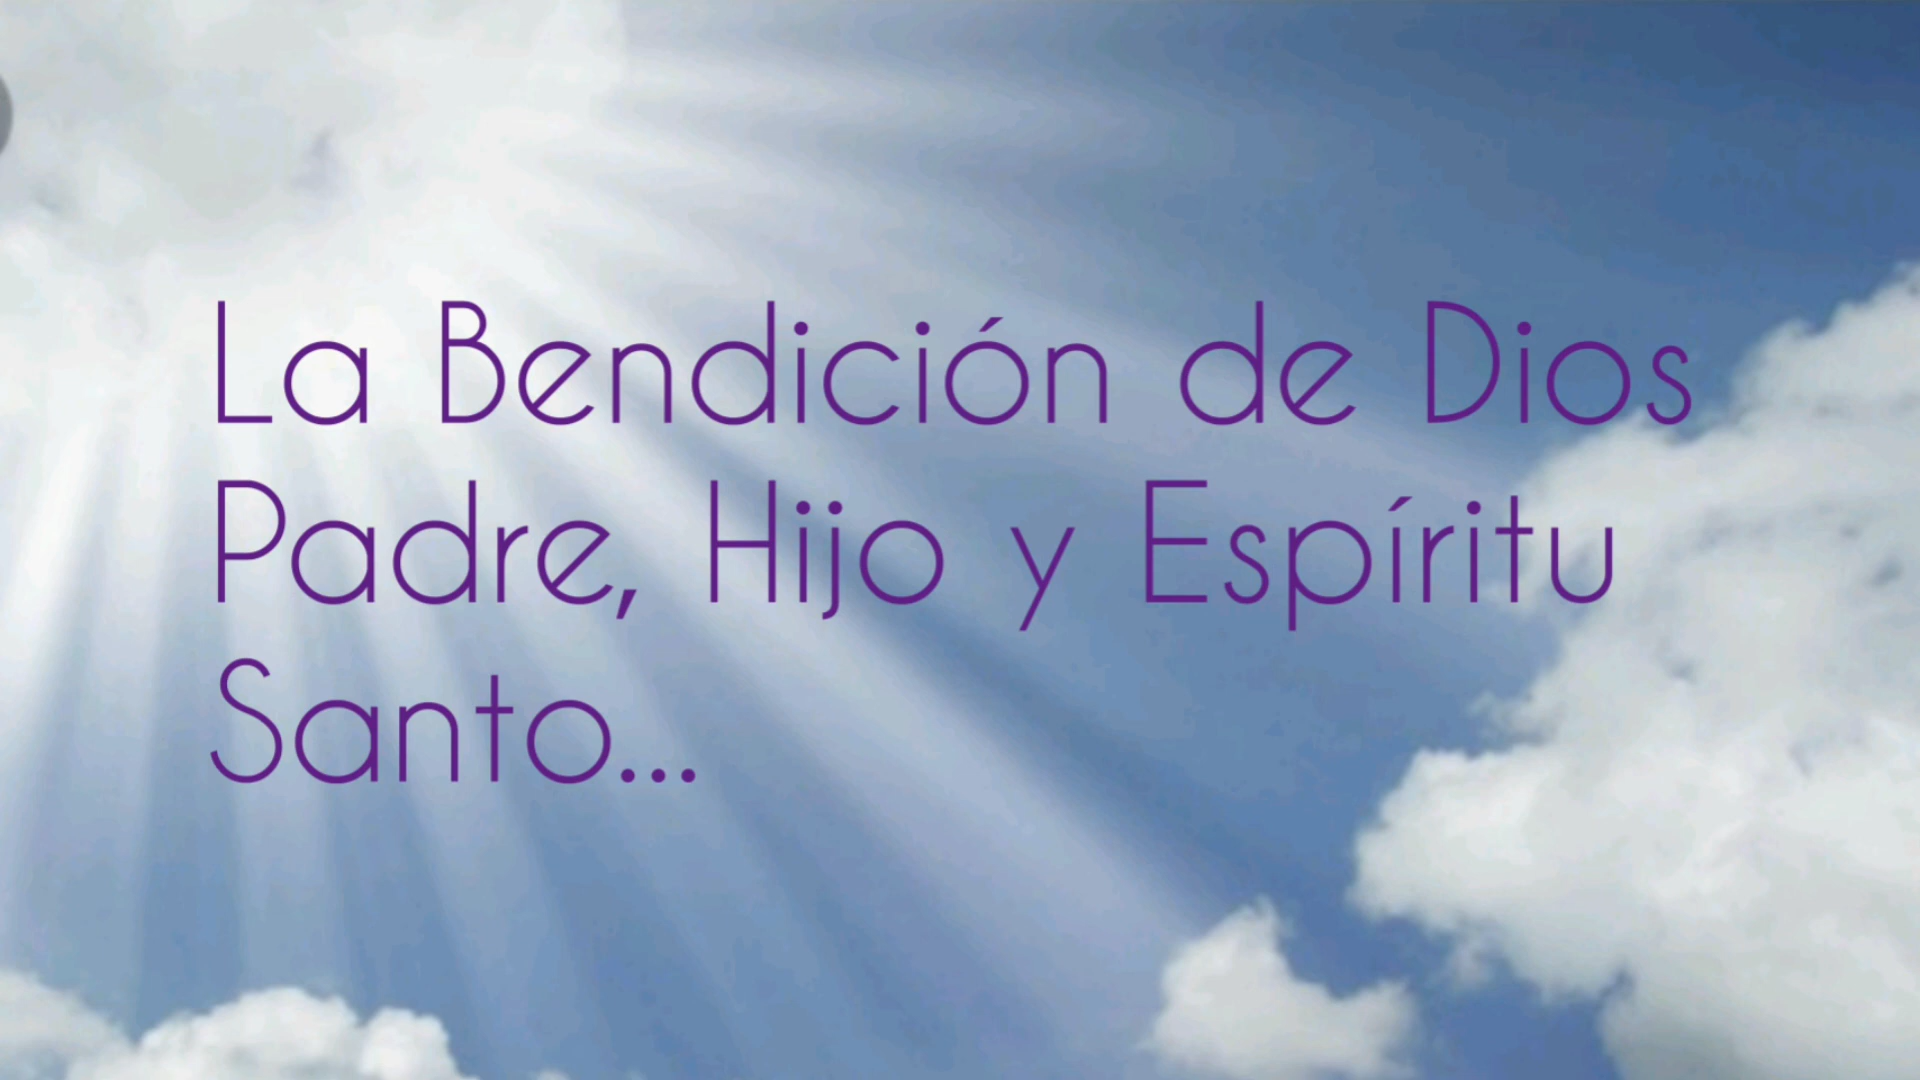 La Bendición de Dios
Padre, Hijo y Espíritu
Santo...